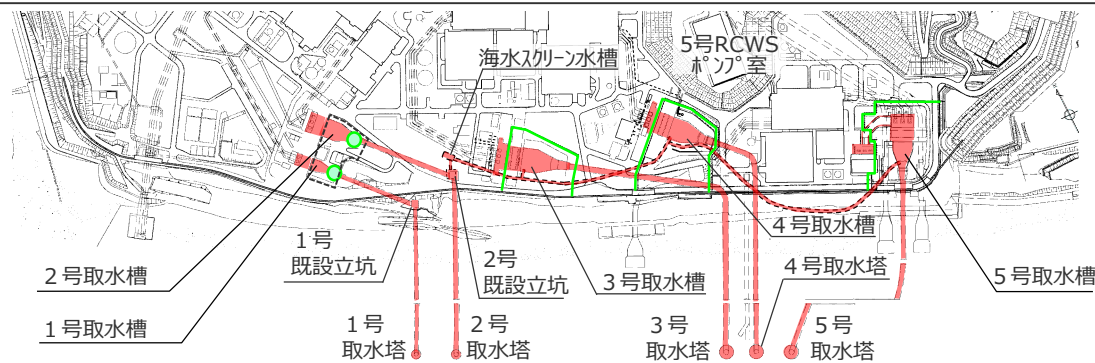 海水スクリーン水槽
5号RCWS
ポンプ室
1号
既設立坑
2号
既設立坑
3号取水槽
4号取水槽
4号取水塔
5号取水槽
2号取水槽
1号取水槽
1号
取水塔
2号
取水塔
3号
取水塔
5号
取水塔